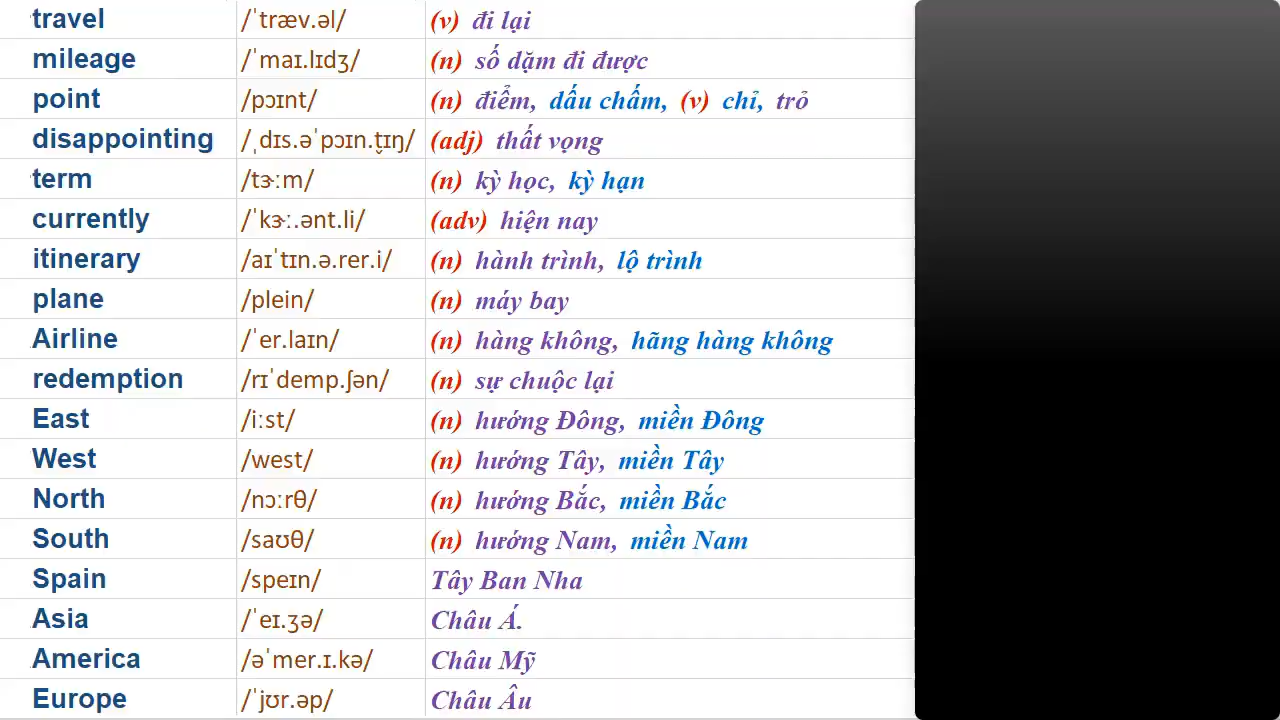 travel /ˈtræv.əl/ (v) đi lại
mileage /ˈmaɪ.lɪdʒ/ (n) số dặm đi được
point /pɔɪnt/ (n) điểm, dấu chấm, (v) chỉ, trỏ
disappointing /ˌdɪs.əˈpɔɪn.t̬ɪŋ/ (adj) thất vọng
term /tɝːm/ (n) kỳ học, kỳ hạn
currently /ˈkɝː.ənt.li/ (adv) hiện nay
itinerary /aɪˈtɪn.ə.rer.i/ (n) hành trình, lộ trình
plane /plein/ (n) máy bay
Airline /ˈer.laɪn/ (n) hàng không, hãng hàng không
redemption /rɪˈdemp.ʃən/ (n) sự chuộc lại
East /iːst/ (n) hướng Đông, miền Đông
West /west/ (n) hướng Tây, miền Tây
North /nɔːrθ/ (n) hướng Bắc, miền Bắc
South /saʊθ/ (n) hướng Nam, miền Nam
Spain /speɪn/ Tây Ban Nha
Asia /ˈeɪ.ʒə/ Châu Á.
America /əˈmer.ɪ.kə/ Châu Mỹ
Europe /ˈjʊr.əp/ Châu Âu